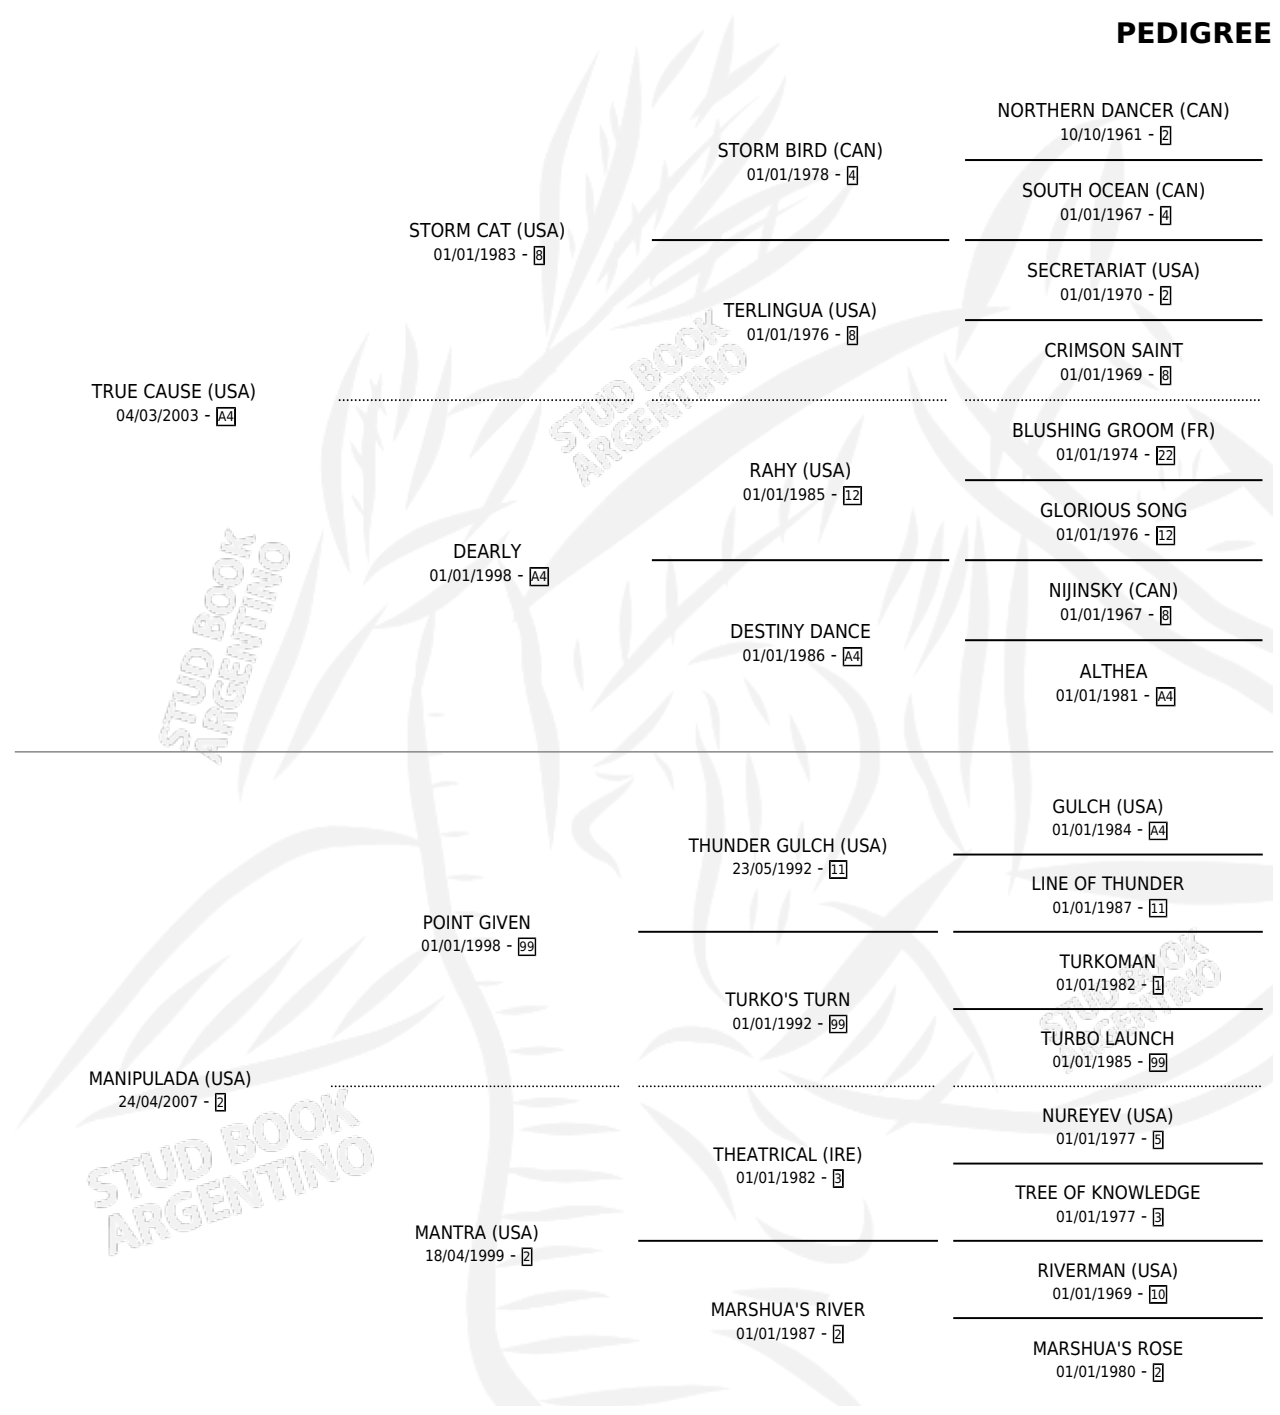 PEDIGREE
NORTHERN DANCER (CAN)
10/10/1961 - 2
STORM BIRD (CAN)
01/01/1978 - 4
SOUTH OCEAN (CAN)
01/01/1967 - 4
STORM CAT (USA)
01/01/1983 - 8
SECRETARIAT (USA)
01/01/1970 - 2
TERLINGUA (USA)
01/01/1976 - 8
CRIMSON SAINT
01/01/1969 - 8
TRUE CAUSE (USA)
04/03/2003 - A4
BLUSHING GROOM (FR)
01/01/1974 - 22
RAHY (USA)
01/01/1985 - 12
GLORIOUS SONG
01/01/1976 - 12
DEARLY
01/01/1998 - A4
NIJINSKY (CAN)
01/01/1967 - 8
DESTINY DANCE
01/01/1986 - A4
ALTHEA
01/01/1981 - A4
GULCH (USA)
01/01/1984 - A4
THUNDER GULCH (USA)
23/05/1992 - 11
LINE OF THUNDER
01/01/1987 - 11
POINT GIVEN
01/01/1998 - 99
TURKOMAN
01/01/1982 - 1
TURKO'S TURN
01/01/1992 - 99
TURBO LAUNCH
01/01/1985 - 99
MANIPULADA (USA)
24/04/2007 - 2
NUREYEV (USA)
01/01/1977 - 5
THEATRICAL (IRE)
01/01/1982 - 3
TREE OF KNOWLEDGE
01/01/1977 - 3
MANTRA (USA)
18/04/1999 - 2
RIVERMAN (USA)
01/01/1969 - 10
MARSHUA'S RIVER
01/01/1987 - 2
MARSHUA'S ROSE
01/01/1980 - 2
STUD BOOK
ARGENTINO
STUD BOOK
ARGENTINO
STUD BOOK
ARGENTINO
STUD BOOK
ARGENTINO